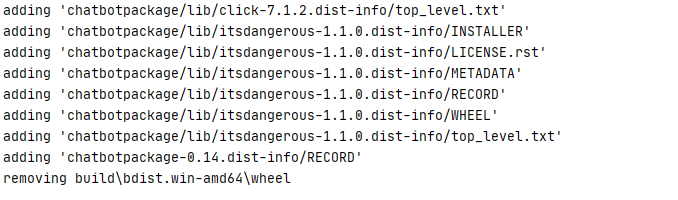 adding 'chatbotpackage/lib/click-7.1.2.dist-info/top_level.txt'
adding 'chatbotpackage/lib/itsdangerous-1.1.0.dist-info/INSTALLER'
adding 'chatbotpackage/lib/itsdangerous-1.1.0.dist-info/LICENSE.rst'
adding 'chatbotpackage/lib/itsdangerous-1.1.0.dist-info/METADATA'
adding 'chatbotpackage/lib/itsdangerous-1.1.0.dist-info/RECORD'
adding 'chatbotpackage/lib/itsdangerous-1.1.0.dist-info/WHEEL'
adding 'chatbotpackage/lib/itsdangerous-1.1.0.dist-info/top_level.txt'
adding 'chatbotpackage-0.14.dist-info/RECORD'
removing build\bdist.win-amd64\wheel